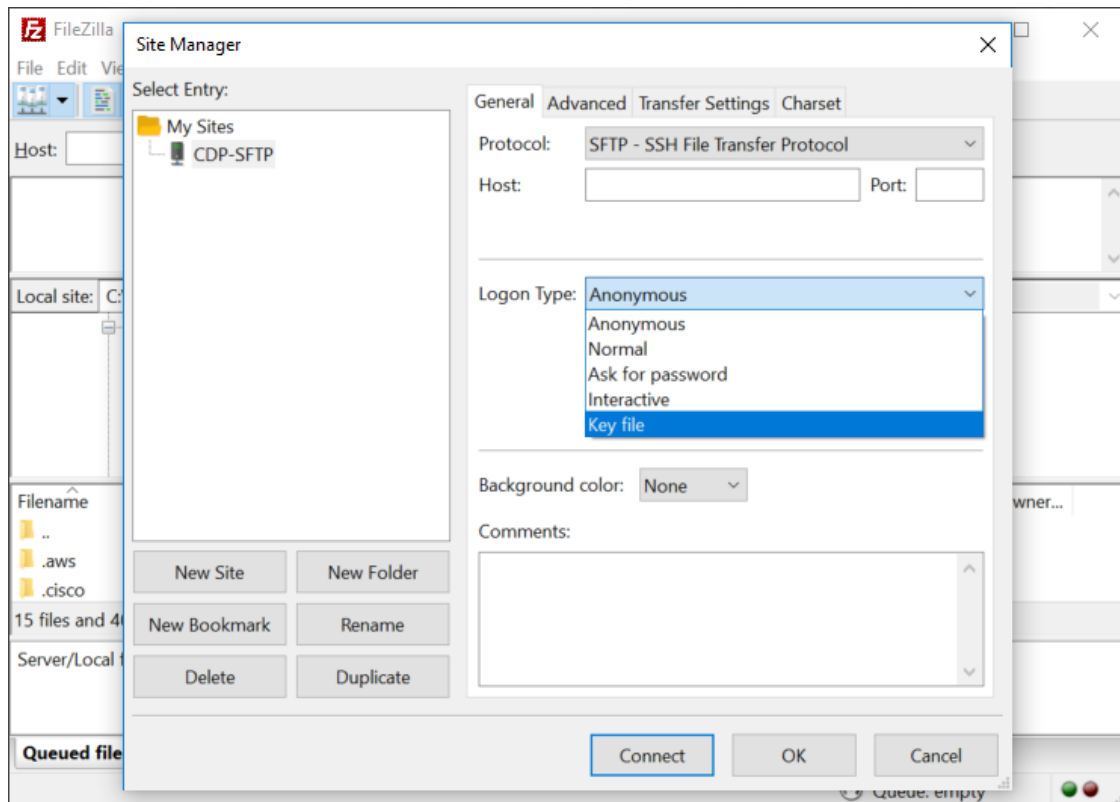 FileZilla
File Edit Vie
Host:
Local site: C:\
Filename
..
.aws
.cisco
15 files and 40
Server/Local f
Queued file
Site Manager
Select Entry:
My Sites
CDP-SFTP
New Site New Folder
New Bookmark Rename
Delete Duplicate
General Advanced Transfer Settings Charset
Protocol: SFTP - SSH File Transfer Protocol
Host: Port:
Logon Type: Anonymous
Anonymous
Normal
Ask for password
Interactive
Key file
Background color: None
Comments:
Connect OK Cancel
wner...
Queue: empty